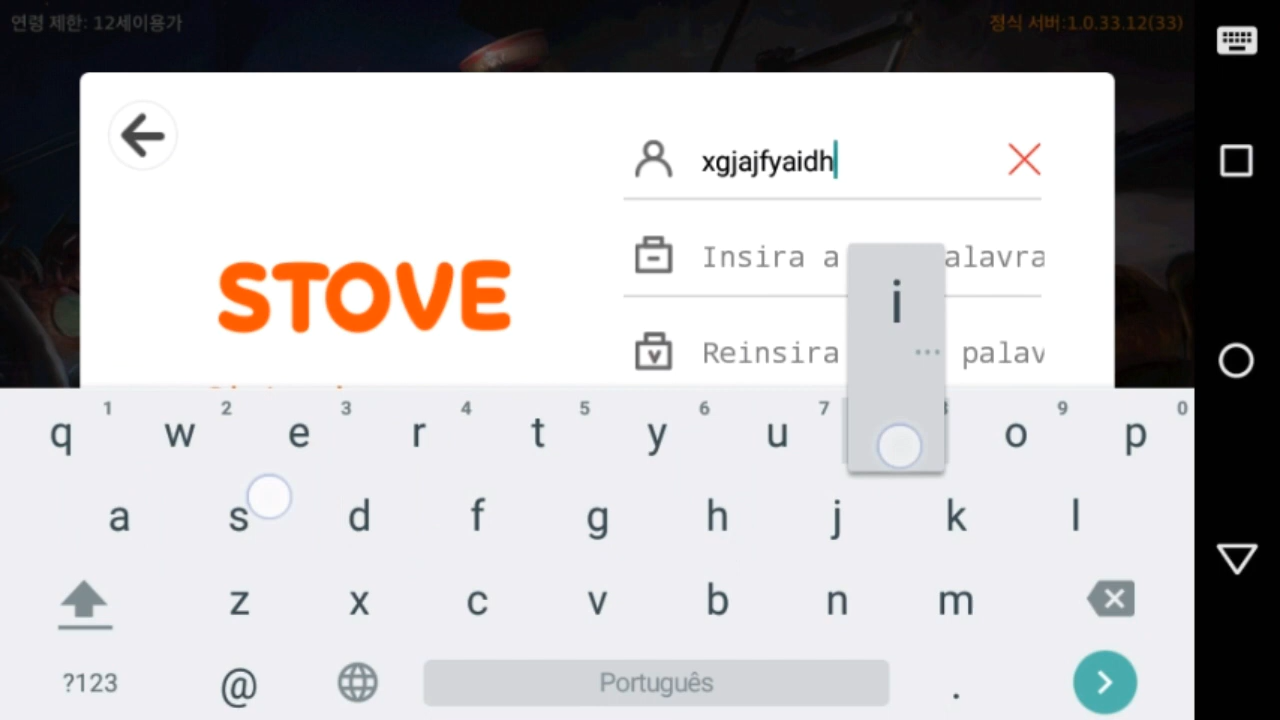 연령 제한: 12세이용가
정식 서버:1.0.33.12(33)
xgjajfyaidh
Insira a alavra
STOVE
Reinsira palav
i
...
1 2 3 4 5 6 7 9 0
q w e r t y u o p
a s d f g h j k l
z x c v b n m
?123 @ Português .